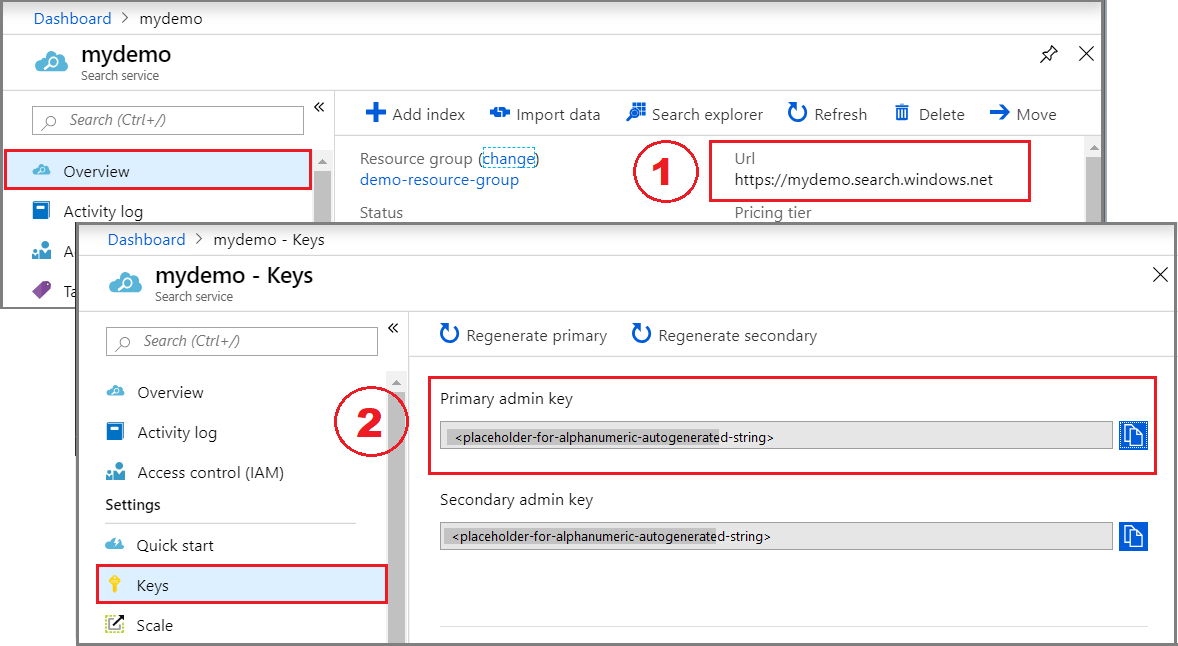 Dashboard > mydemo
mydemo
Search service
Search (Ctrl+/)
«
Overview
Activity log
A
Ta
Add index
Import data
Search explorer
Refresh
Delete
Move
Resource group (change)
demo-resource-group
Status
1
Url
https://mydemo.search.windows.net
Pricing tier
Dashboard > mydemo - Keys
mydemo - Keys
Search service
Search (Ctrl+/)
«
Overview
Activity log
Access control (IAM)
Settings
Quick start
Keys
Scale
Regenerate primary
Regenerate secondary
2
Primary admin key
<placeholder-for-alphanumeric-autogenerated-string>
Secondary admin key
<placeholder-for-alphanumeric-autogenerated-string>